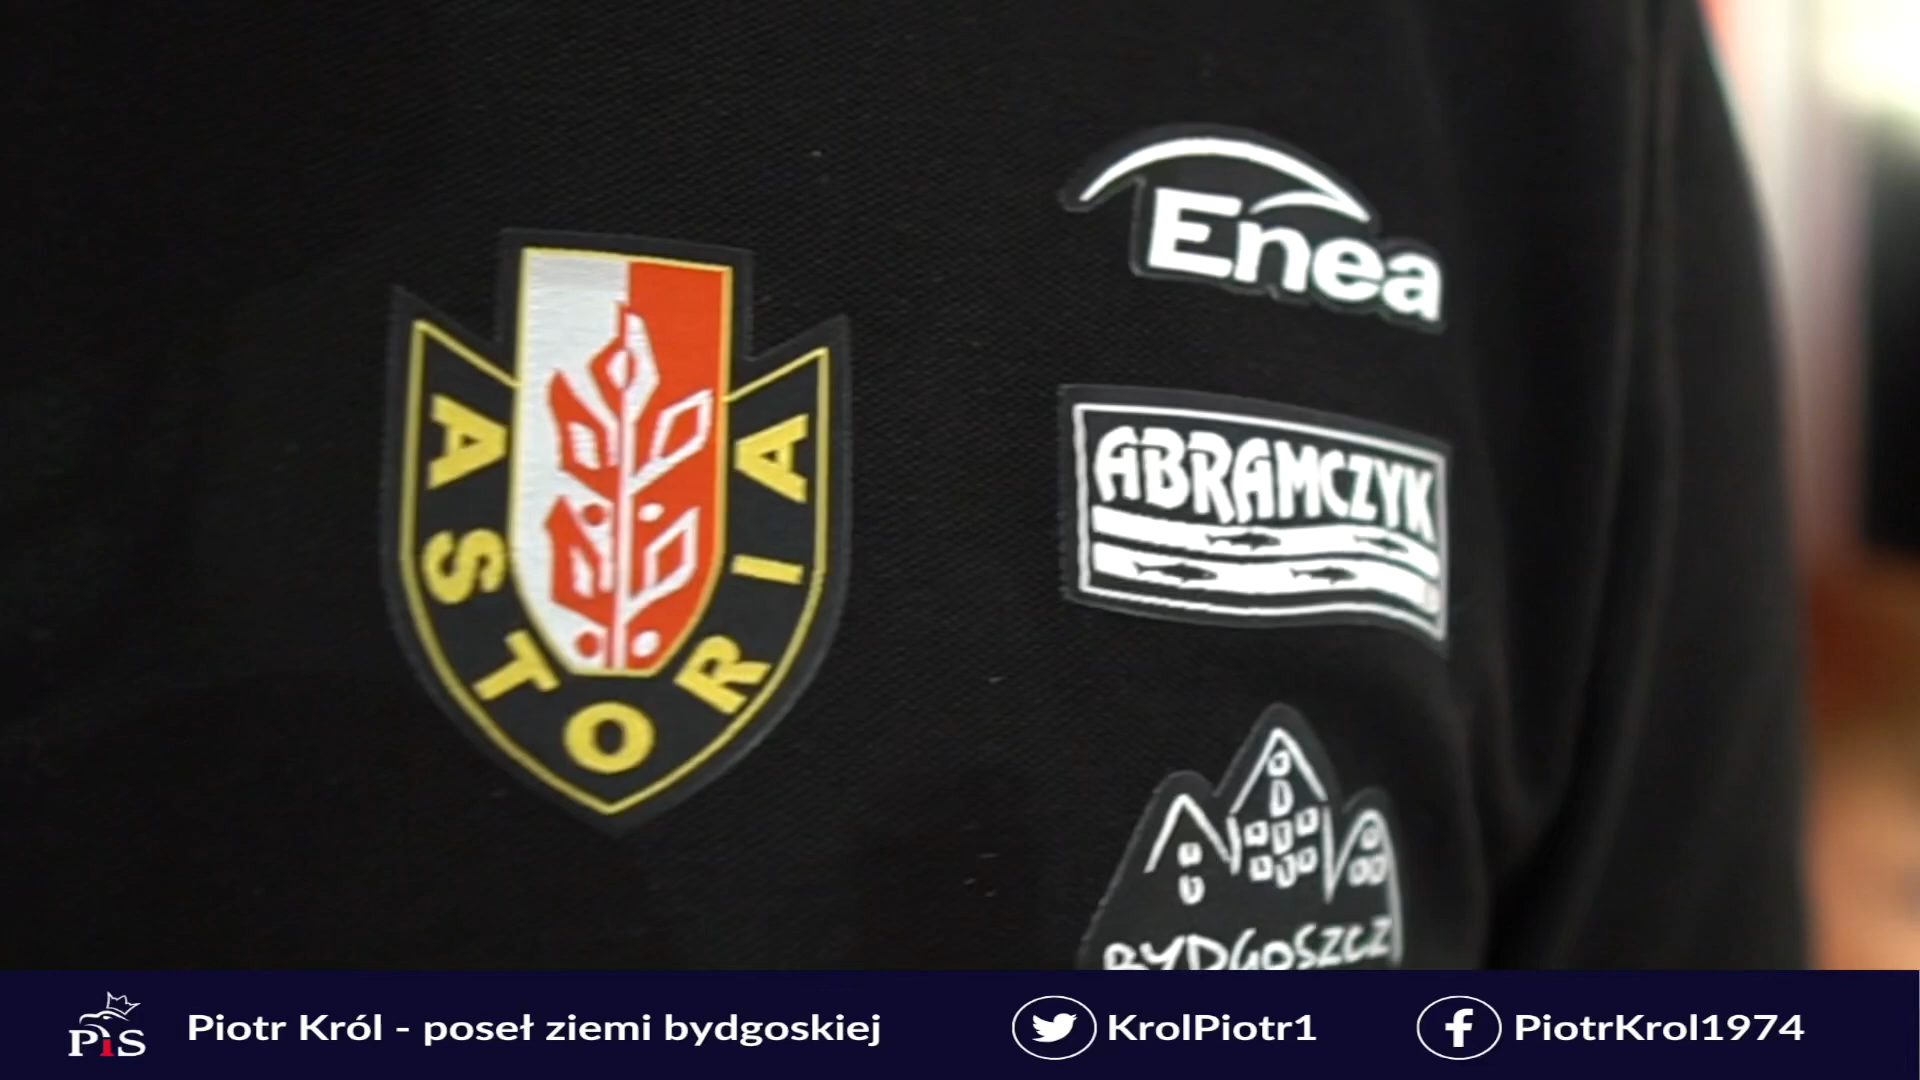 ASTORIA
Enea
ABRAMCZYK
BYDGOSZCZ
PiS
Piotr Król - poseł ziemi bydgoskiej
KrolPiotr1
PiotrKrol1974